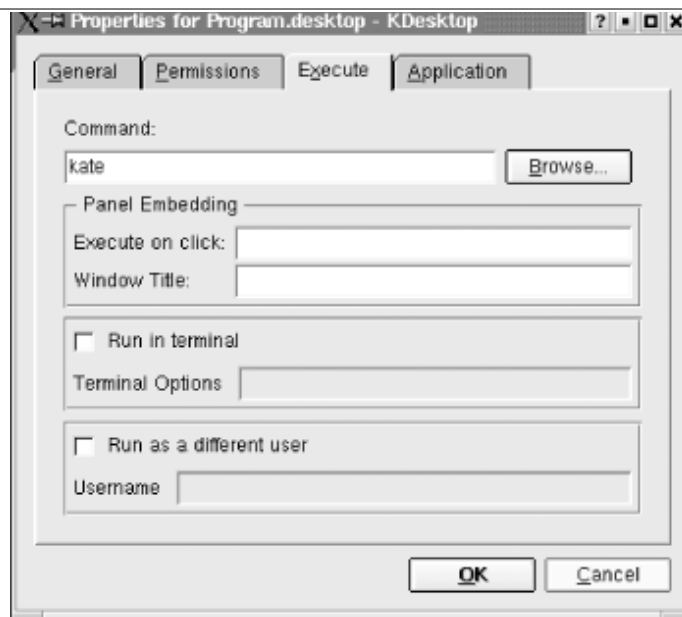 Properties for Program.desktop - KDesktop
General Permissions Execute Application
Command:
kate Browse...
Panel Embedding
Execute on click:
Window Title:
Run in terminal
Terminal Options
Run as a different user
Username
OK Cancel